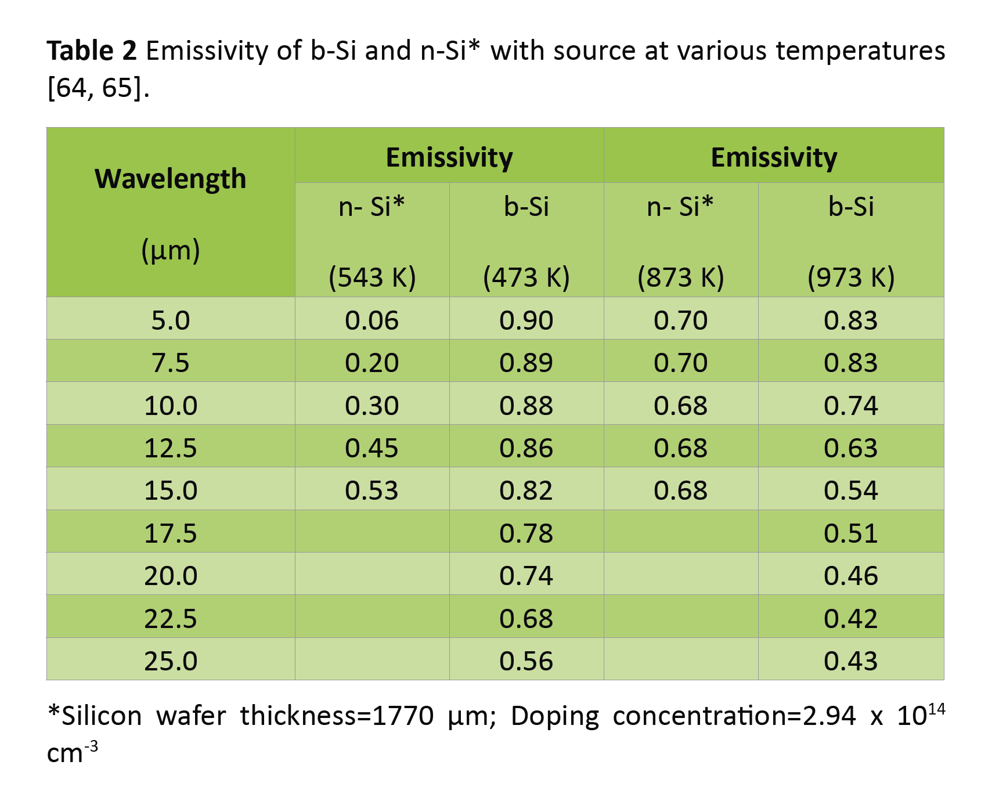 Table 2 Emissivity of b-Si and n-Si* with source at various temperatures
[64, 65].
Wavelength
(µm)
Emissivity Emissivity
n- Si* b-Si n- Si* b-Si
(543 K) (473 K) (873 K) (973 K)
5.0 0.06 0.90 0.70 0.83
7.5 0.20 0.89 0.70 0.83
10.0 0.30 0.88 0.68 0.74
12.5 0.45 0.86 0.68 0.63
15.0 0.53 0.82 0.68 0.54
17.5 0.78 0.51
20.0 0.74 0.46
22.5 0.68 0.42
25.0 0.56 0.43
*Silicon wafer thickness=1770 µm; Doping concentration=2.94 x 10¹⁴
cm⁻³